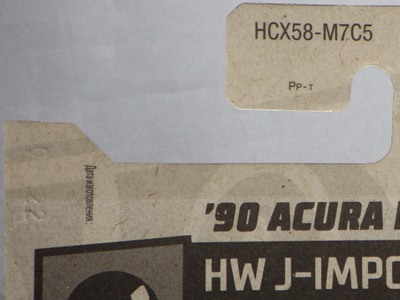 HCX58-M7C5
Pp-т
Дата изготовления:
'90 ACURA
HW J-IMPO